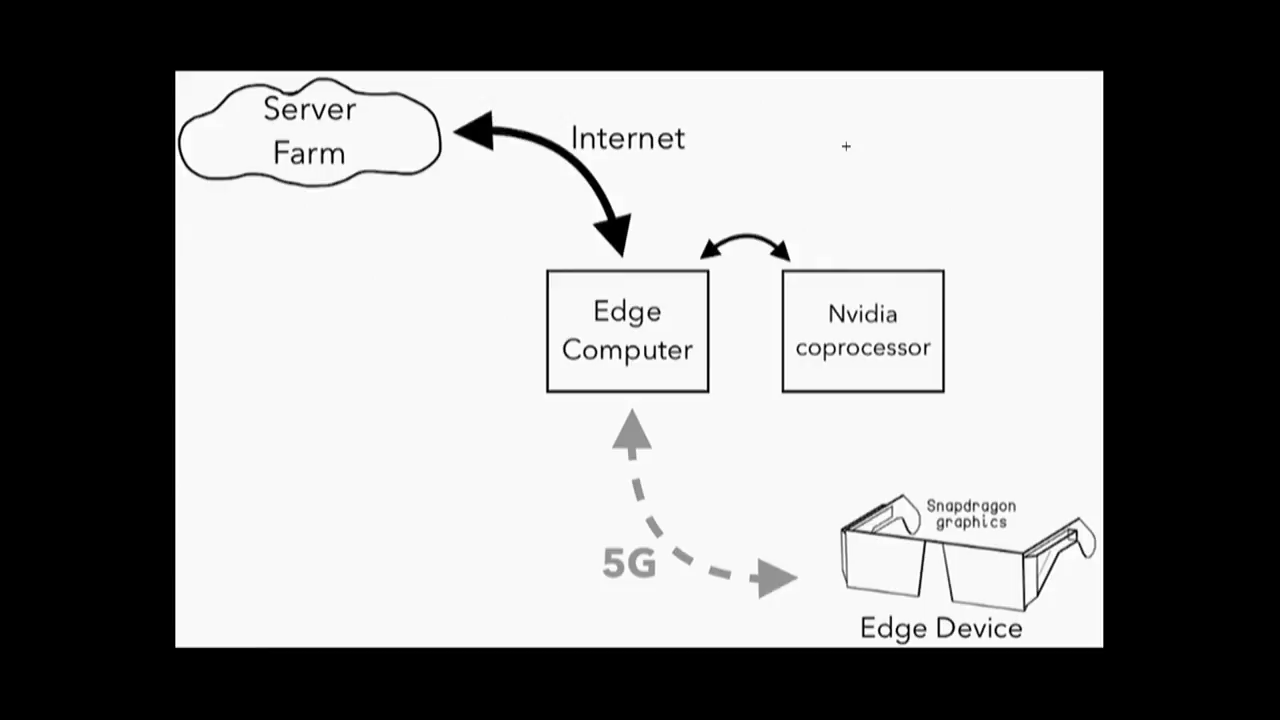 Server
Farm
Internet
Edge
Computer
Nvidia
coprocessor
5G
Snapdragon
graphics
Edge Device